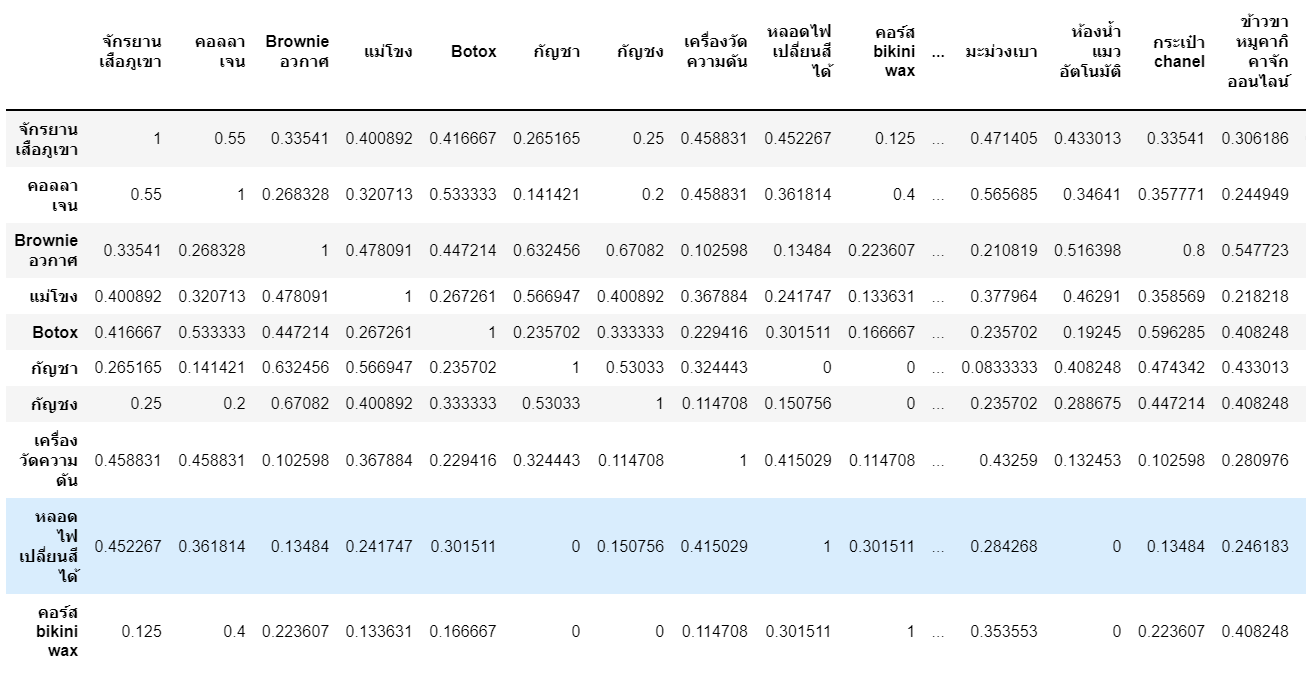 จักรยาน เสือภูเขา คอลลา เจน Brownie อวกาศ แม่โขง Botox กัญชา กัญชง เครื่องวัด ความดัน หลอดไฟ เปลี่ยนสี ได้ คอร์ส bikini wax ... มะม่วงเบา ห้องน้ำ แมว อัตโนมัติ กระเป๋า chanel ข้าวขา หมูคากิ คาจัก ออนไลน์
จักรยาน เสือภูเขา 1 0.55 0.33541 0.400892 0.416667 0.265165 0.25 0.458831 0.452267 0.125 ... 0.471405 0.433013 0.33541 0.306186
คอลลา เจน 0.55 1 0.268328 0.320713 0.533333 0.141421 0.2 0.458831 0.361814 0.4 ... 0.565685 0.34641 0.357771 0.244949
Brownie อวกาศ 0.33541 0.268328 1 0.478091 0.447214 0.632456 0.67082 0.102598 0.13484 0.223607 ... 0.210819 0.516398 0.8 0.547723
แม่โขง 0.400892 0.320713 0.478091 1 0.267261 0.566947 0.400892 0.367884 0.241747 0.133631 ... 0.377964 0.46291 0.358569 0.218218
Botox 0.416667 0.533333 0.447214 0.267261 1 0.235702 0.333333 0.229416 0.301511 0.166667 ... 0.235702 0.19245 0.596285 0.408248
กัญชา 0.265165 0.141421 0.632456 0.566947 0.235702 1 0.53033 0.324443 0 0 ... 0.0833333 0.408248 0.474342 0.433013
กัญชง 0.25 0.2 0.67082 0.400892 0.333333 0.53033 1 0.114708 0.150756 0 ... 0.235702 0.288675 0.447214 0.408248
เครื่อง วัดความ ดัน 0.458831 0.458831 0.102598 0.367884 0.229416 0.324443 0.114708 1 0.415029 0.114708 ... 0.43259 0.132453 0.102598 0.280976
หลอด ไฟ เปลี่ยนสี ได้ 0.452267 0.361814 0.13484 0.241747 0.301511 0 0.150756 0.415029 1 0.301511 ... 0.284268 0 0.13484 0.246183
คอร์ส bikini wax 0.125 0.4 0.223607 0.133631 0.166667 0 0 0.114708 0.301511 1 ... 0.353553 0 0.223607 0.408248